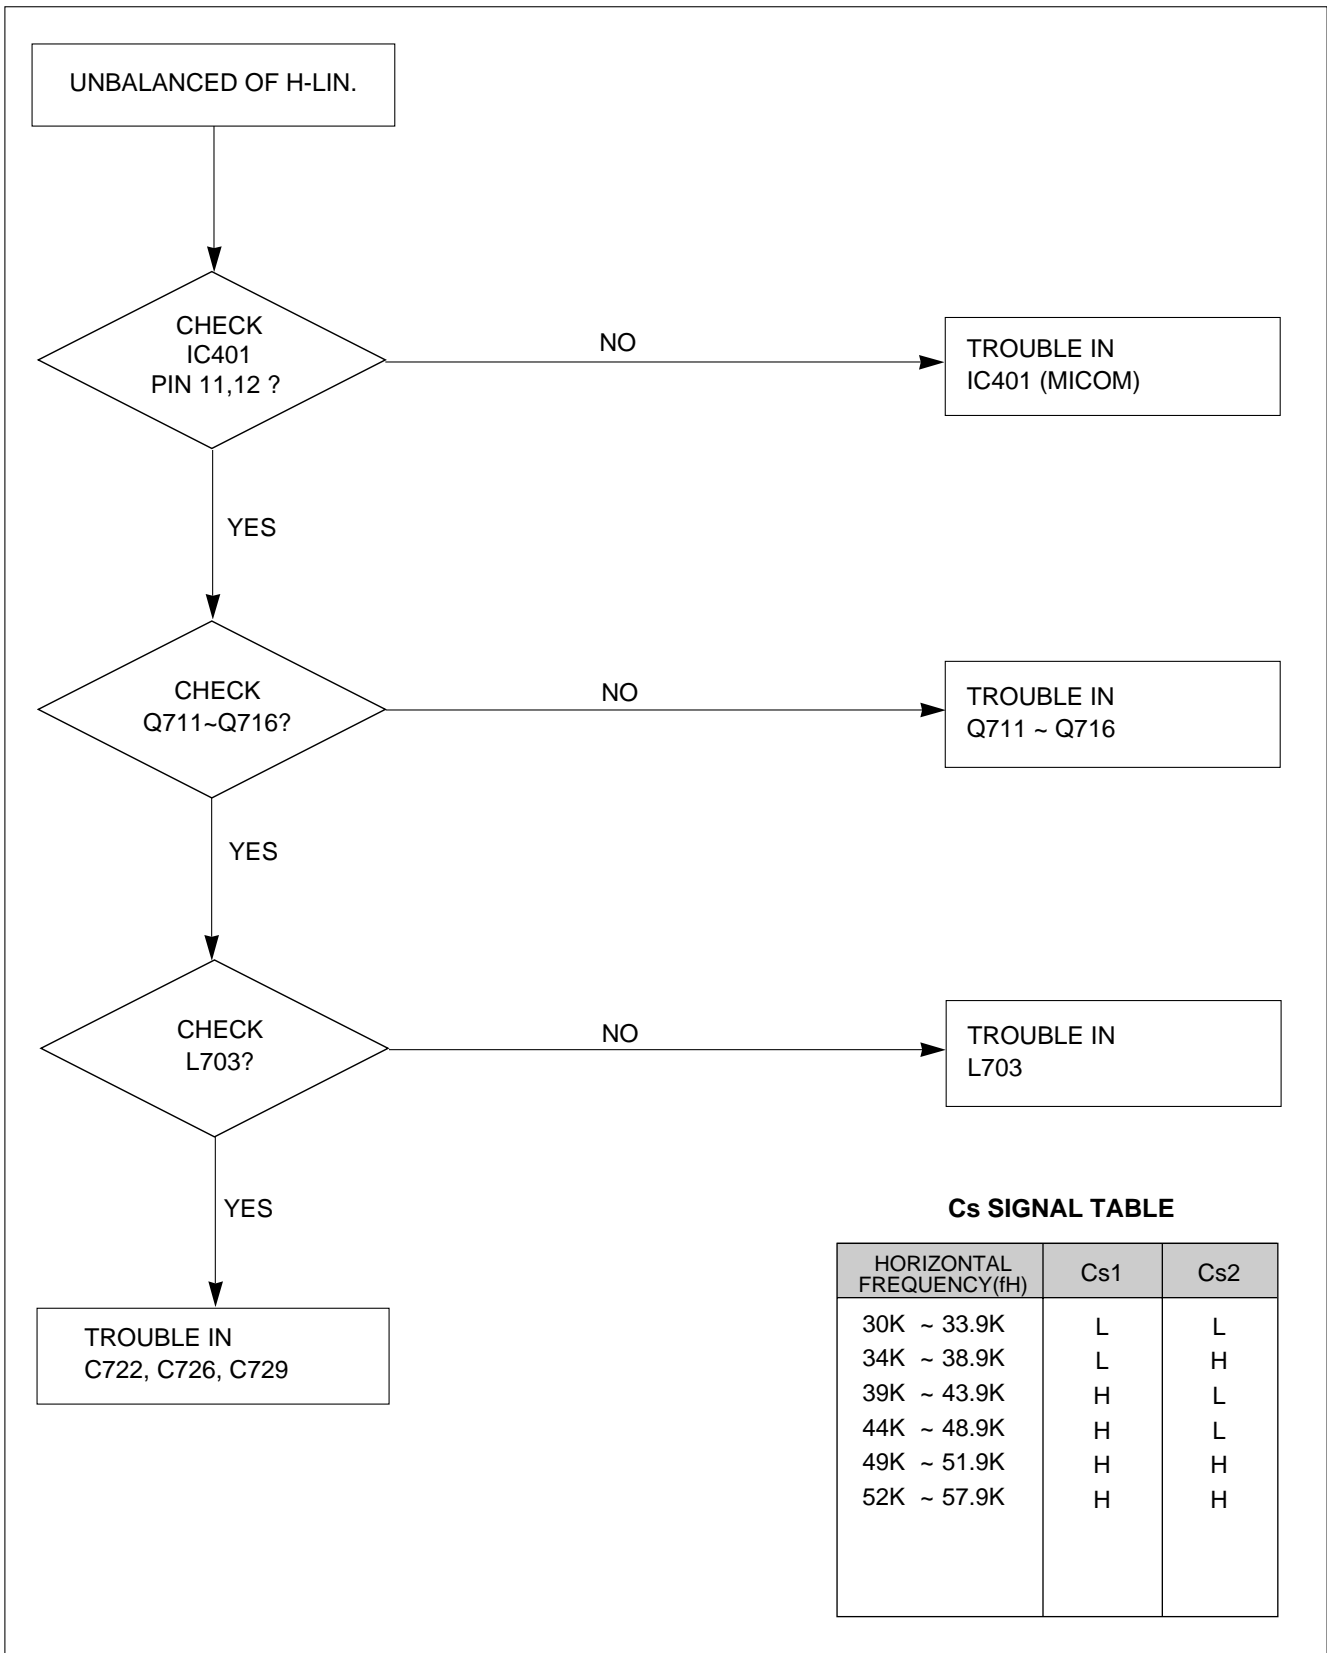 UNBALANCED OF H-LIN.
CHECK
IC401
PIN 11,12 ?
NO
TROUBLE IN
IC401 (MICOM)
YES
CHECK
Q711~Q716?
NO
TROUBLE IN
Q711 ~ Q716
YES
CHECK
L703?
NO
TROUBLE IN
L703
YES
TROUBLE IN
C722, C726, C729
Cs SIGNAL TABLE
HORIZONTAL
FREQUENCY(fH) Cs1 Cs2
30K ~ 33.9K L L
34K ~ 38.9K L H
39K ~ 43.9K H L
44K ~ 48.9K H L
49K ~ 51.9K H H
52K ~ 57.9K H H